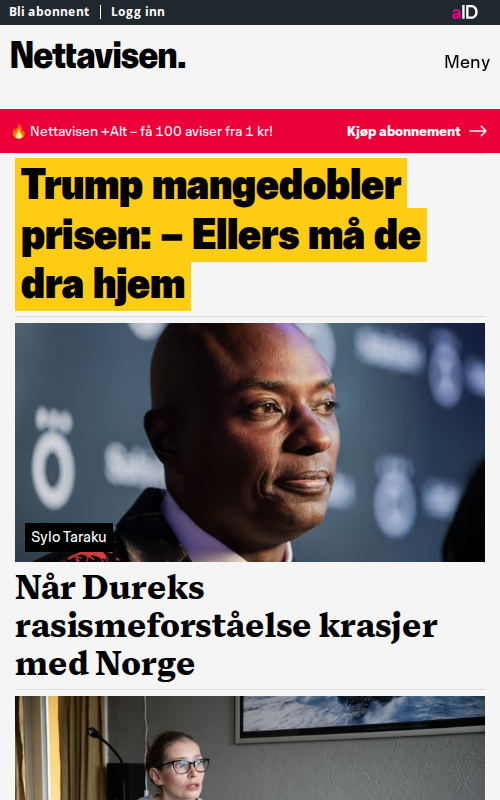 Bli abonnent | Logg inn
aID
Nettavisen.
Meny
🔥 Nettavisen +Alt – få 100 aviser fra 1 kr!
Kjøp abonnement →
Trump mangedobler
prisen: – Ellers må de
dra hjem
Sylo Taraku
Når Dureks
rasismeforståelse krasjer
med Norge